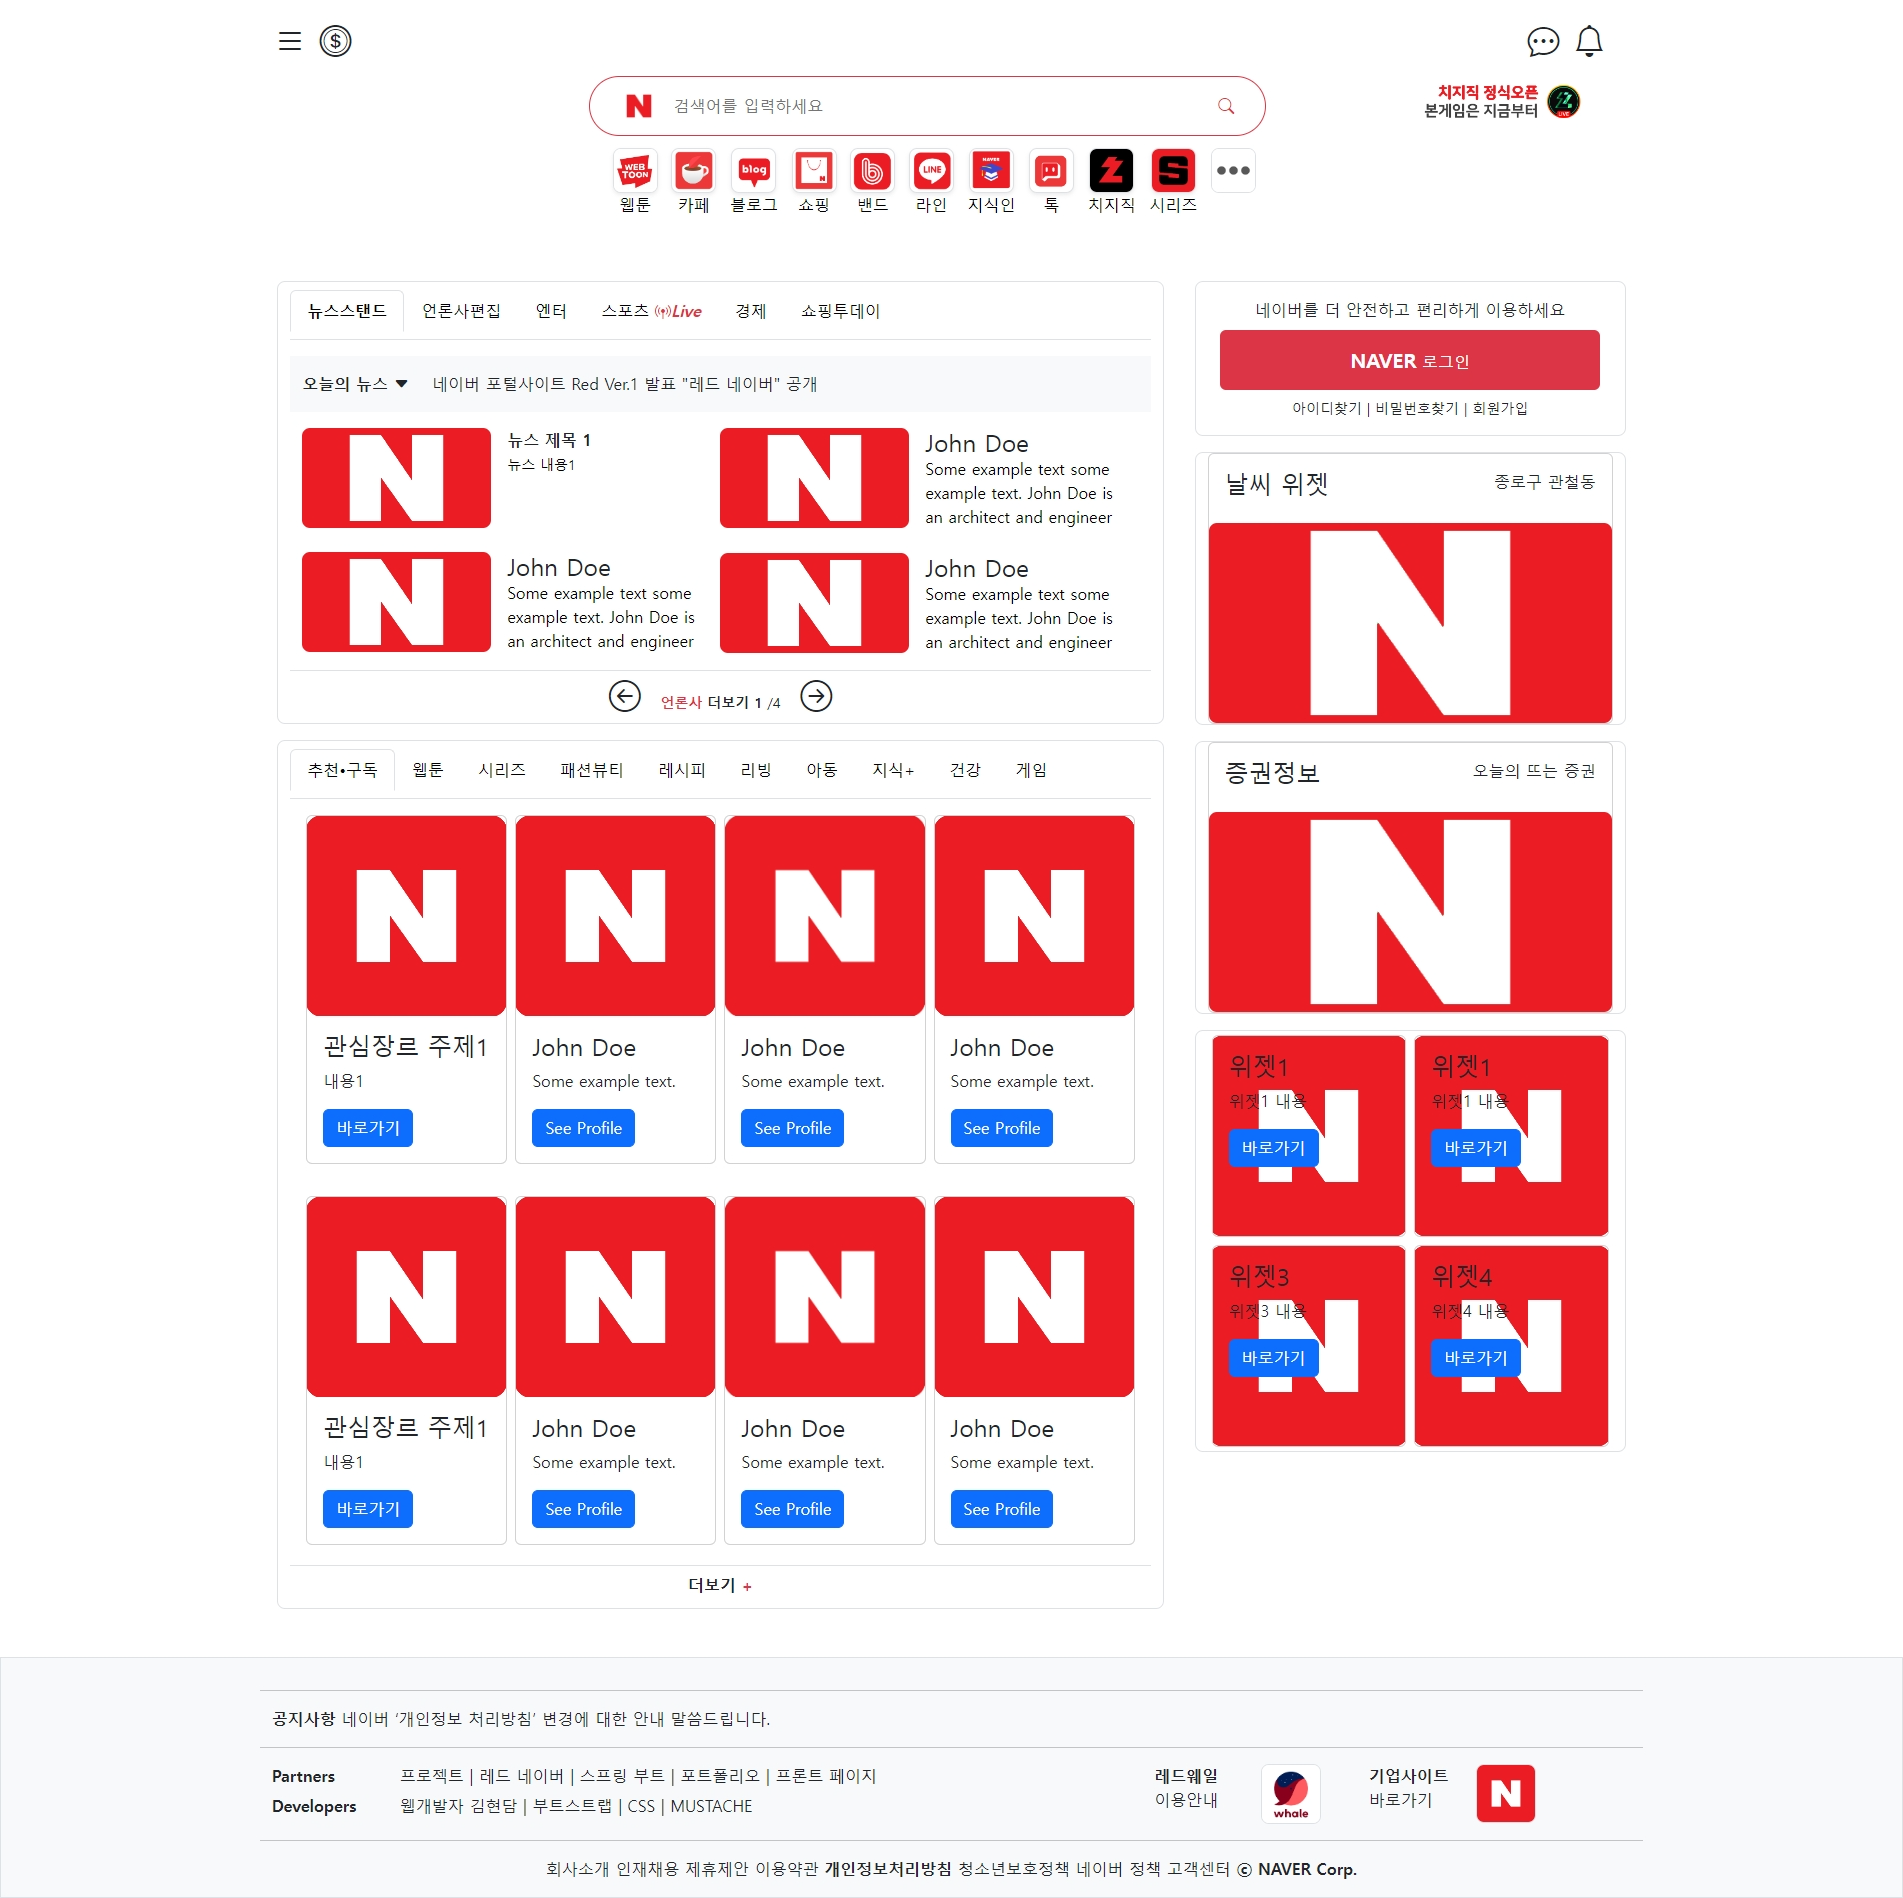 N 검색어를 입력하세요
치지직 정식오픈
본게임은 지금부터
LIVE
WEB
TOON
blog
N
LINE
NAVER
웹툰 카페 블로그 쇼핑 밴드 라인 지식인 톡 치지직 시리즈
뉴스스탠드 언론사편집 엔터 스포츠 Live 경제 쇼핑투데이
오늘의 뉴스 네이버 포털사이트 Red Ver.1 발표 "레드 네이버" 공개
N
뉴스 제목 1
뉴스 내용1
N
John Doe
Some example text some
example text. John Doe is
an architect and engineer
N
John Doe
Some example text some
example text. John Doe is
an architect and engineer
N
John Doe
Some example text some
example text. John Doe is
an architect and engineer
언론사 더보기 1 /4
네이버를 더 안전하고 편리하게 이용하세요
NAVER 로그인
아이디찾기 | 비밀번호찾기 | 회원가입
날씨 위젯 종로구 관철동
N
추천•구독 웹툰 시리즈 패션뷰티 레시피 리빙 아동 지식+ 건강 게임
N N N N
관심장르 주제1 John Doe John Doe John Doe
내용1 Some example text. Some example text. Some example text.
바로가기 See Profile See Profile See Profile
N N N N
관심장르 주제1 John Doe John Doe John Doe
내용1 Some example text. Some example text. Some example text.
바로가기 See Profile See Profile See Profile
더보기 +
증권정보 오늘의 뜨는 증권
N
위젯1 위젯1
위젯1 내용 위젯1 내용
바로가기 바로가기
N N
위젯3 위젯4
위젯3 내용 위젯4 내용
바로가기 바로가기
N N
공지사항 네이버 ‘개인정보 처리방침’ 변경에 대한 안내 말씀드립니다.
Partners 프로젝트 | 레드 네이버 | 스프링 부트 | 포트폴리오 | 프론트 페이지
Developers 웹개발자 김현담 | 부트스트랩 | CSS | MUSTACHE
레드웨일
이용안내
whale
기업사이트
바로가기
N
회사소개 인재채용 제휴제안 이용약관 개인정보처리방침 청소년보호정책 네이버 정책 고객센터 © NAVER Corp.